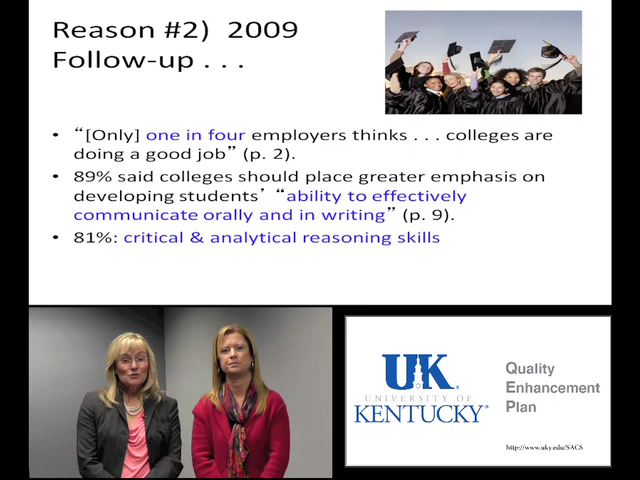 Reason #2) 2009
Follow-up . . .
• “[Only] one in four employers thinks . . . colleges are
doing a good job” (p. 2).
• 89% said colleges should place greater emphasis on
developing students’ “ability to effectively
communicate orally and in writing” (p. 9).
• 81%: critical & analytical reasoning skills
UK
UNIVERSITY OF
KENTUCKY
Quality
Enhancement
Plan
http://www.uky.edu/SACS